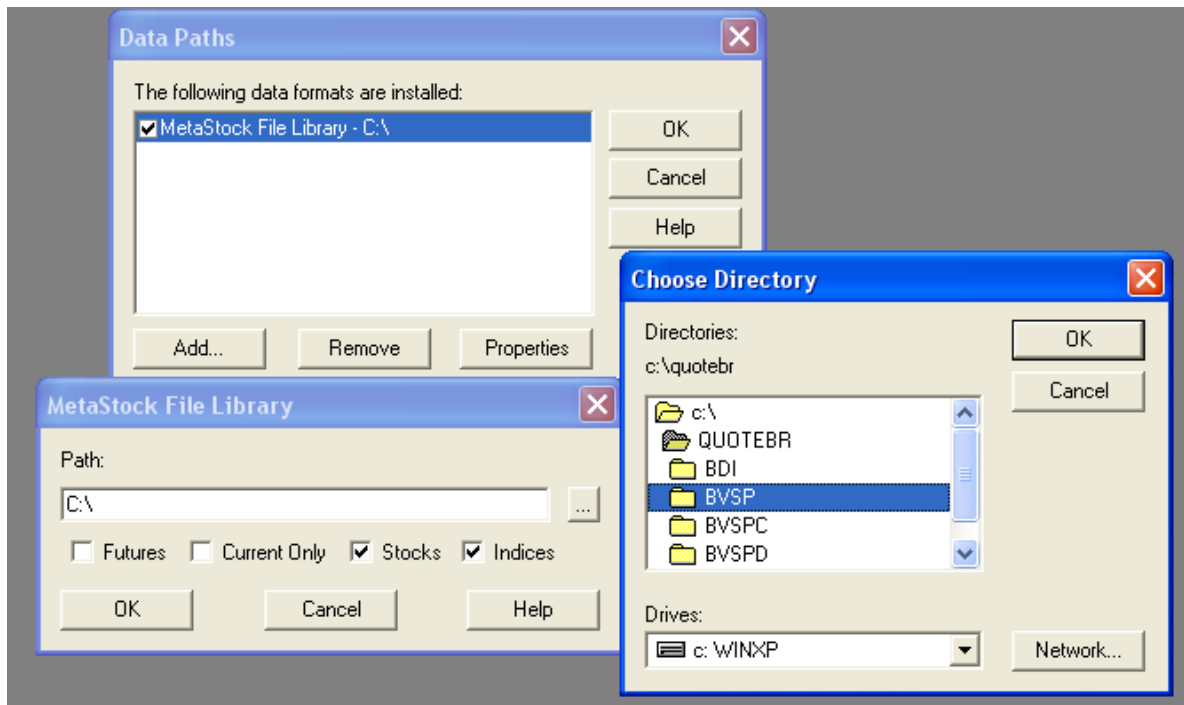 Data Paths
The following data formats are installed:
MetaStock File Library - C:\
OK
Cancel
Help
Add...
Remove
Properties
MetaStock File Library
Path:
C:\
...
Futures
Current Only
Stocks
Indices
OK
Cancel
Help
Choose Directory
Directories:
c:\quotebr
OK
Cancel
c:\
QUOTEBR
BDI
BVSP
BVSPC
BVSPD
Drives:
c: WINXP
Network...